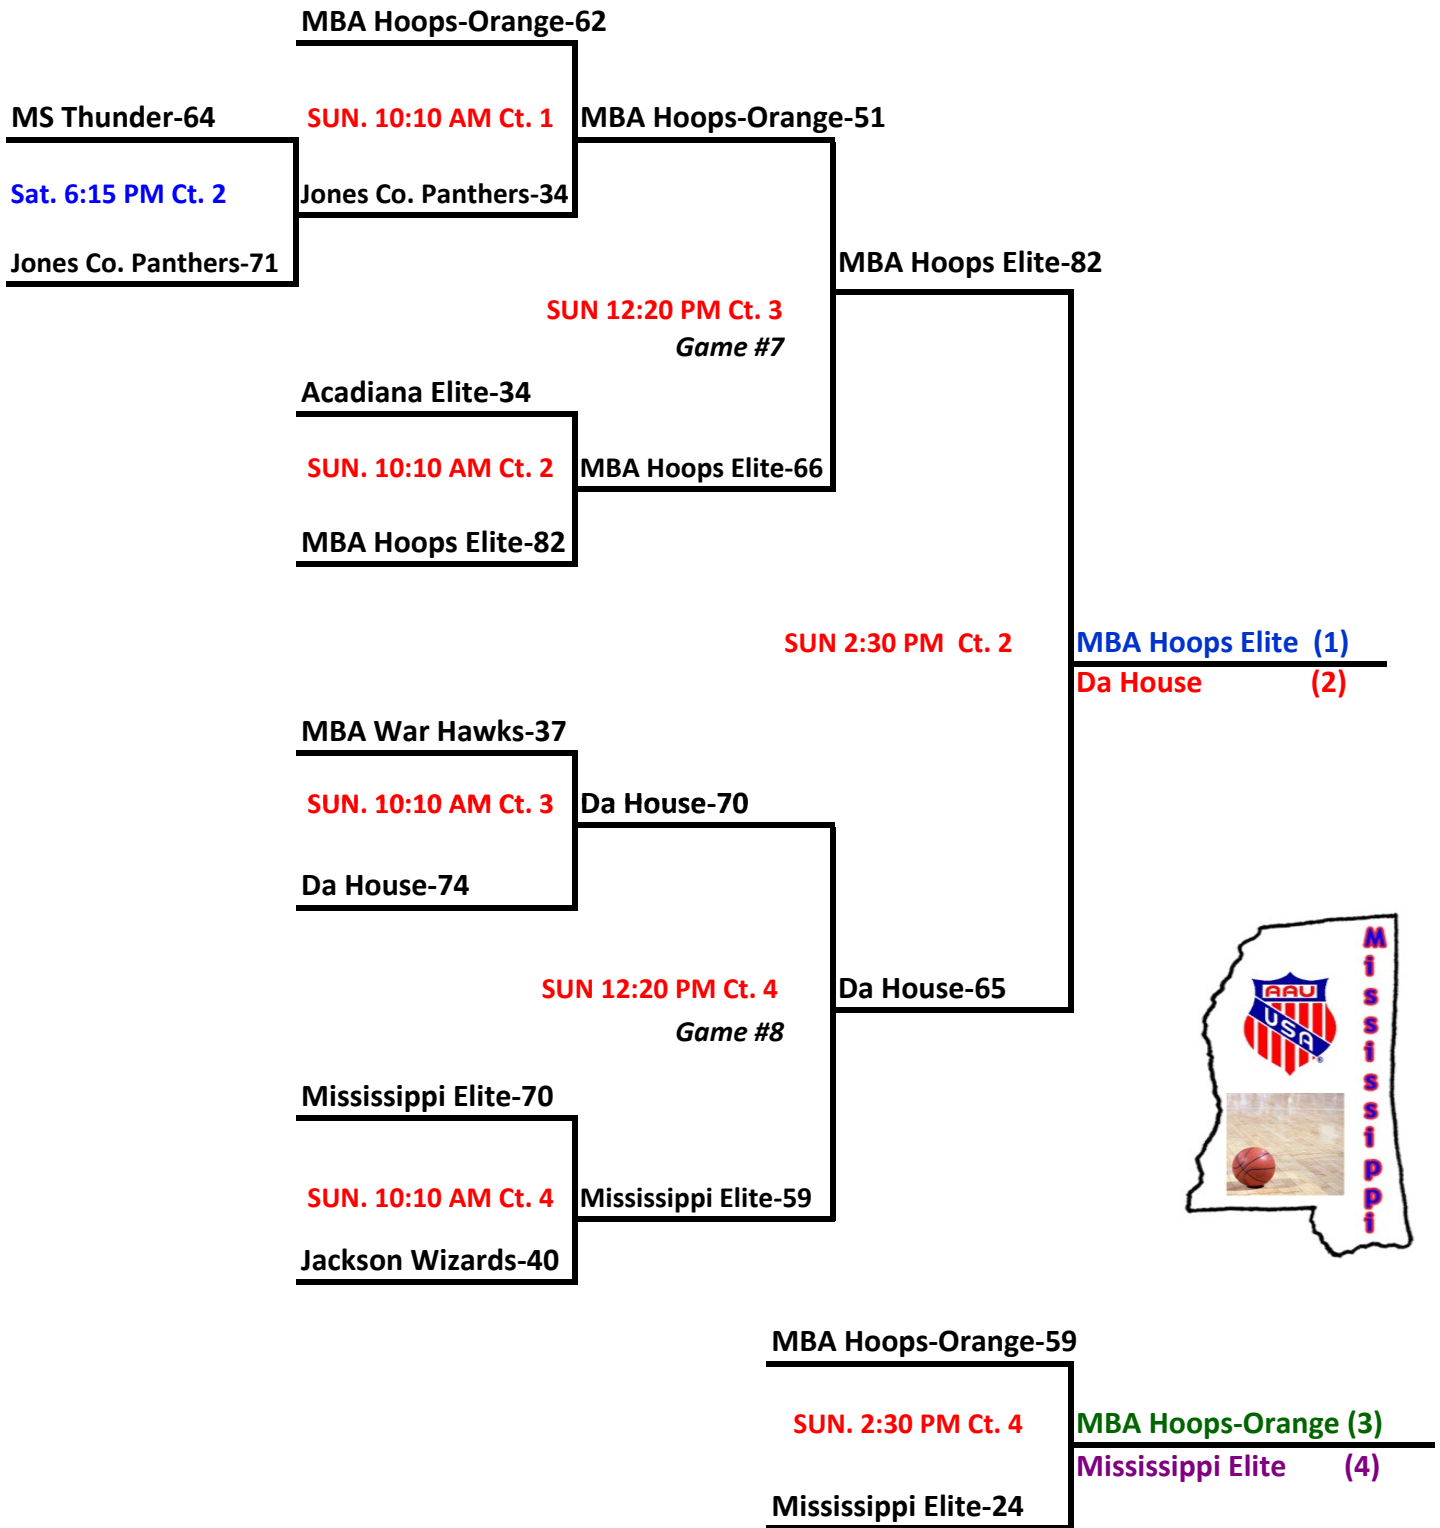 MBA Hoops-Orange-62
MS Thunder-64
SUN. 10:10 AM Ct. 1
MBA Hoops-Orange-51
Sat. 6:15 PM Ct. 2
Jones Co. Panthers-34
Jones Co. Panthers-71
MBA Hoops Elite-82
SUN 12:20 PM Ct. 3
Game #7
Acadiana Elite-34
SUN. 10:10 AM Ct. 2
MBA Hoops Elite-66
MBA Hoops Elite-82
SUN 2:30 PM Ct. 2
MBA Hoops Elite (1)
Da House (2)
MBA War Hawks-37
SUN. 10:10 AM Ct. 3
Da House-70
Da House-74
SUN 12:20 PM Ct. 4
Da House-65
Game #8
Mississippi Elite-70
SUN. 10:10 AM Ct. 4
Mississippi Elite-59
Jackson Wizards-40
Mississippi
AAU
USA
®
MBA Hoops-Orange-59
SUN. 2:30 PM Ct. 4
MBA Hoops-Orange (3)
Mississippi Elite (4)
Mississippi Elite-24